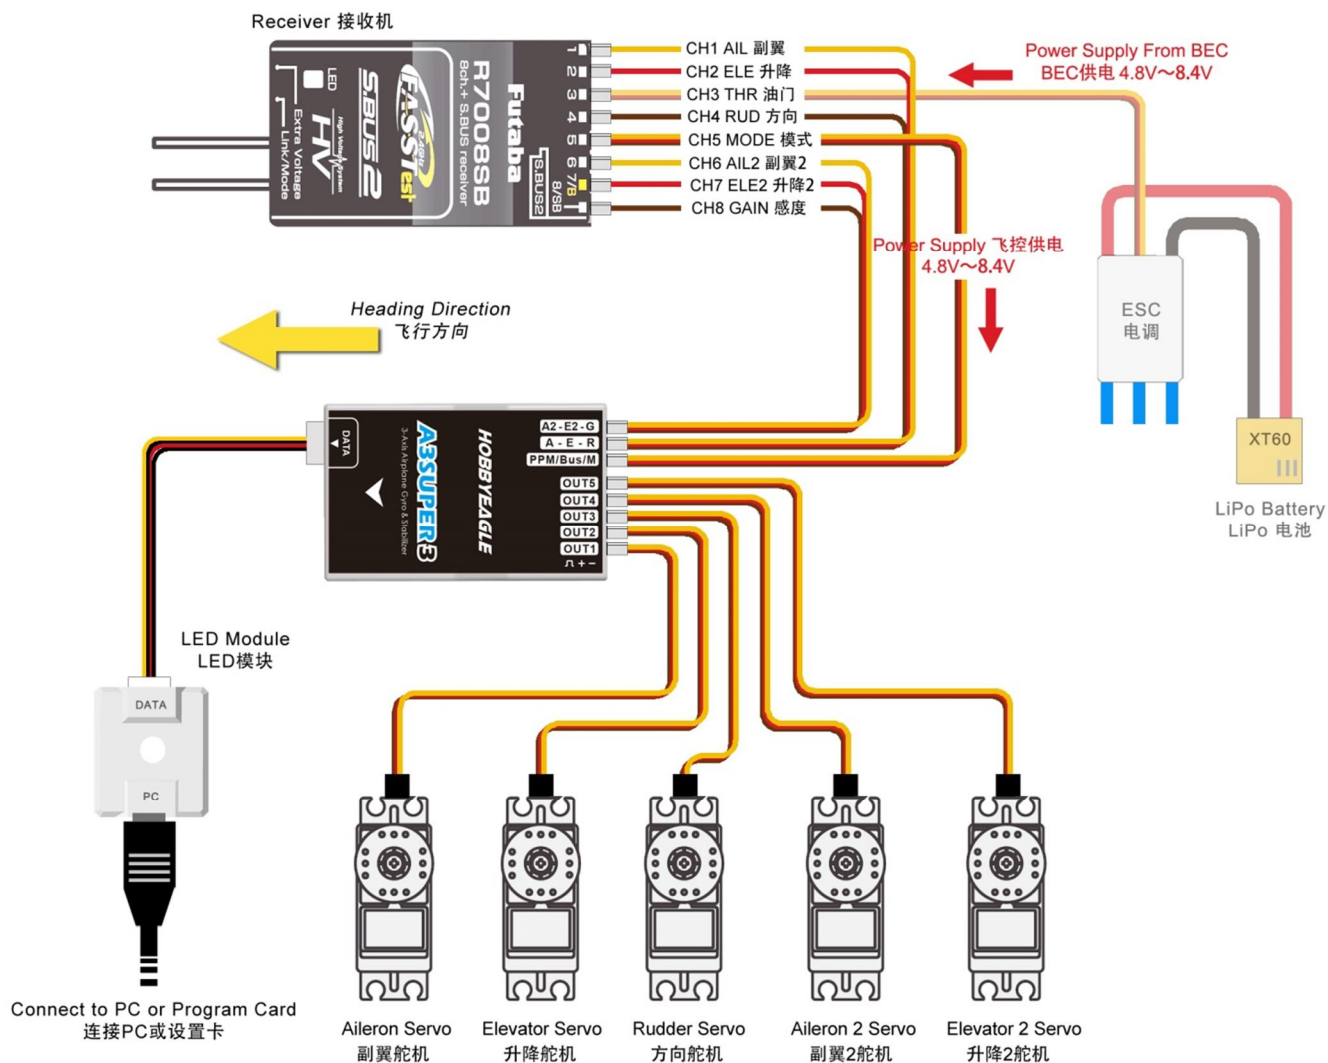 Receiver 接收机
1
2
3
4
5
6
7/B
8/SB
S.BUS2
Futaba
R7008SB
8ch.+ S.BUS receiver
FASSTest
2.4GHz
S.BUS2
High Voltage System
HV
LED
Extra Voltage
Link/Mode
CH1 AIL 副翼
CH2 ELE 升降
CH3 THR 油门
CH4 RUD 方向
CH5 MODE 模式
CH6 AIL2 副翼2
CH7 ELE2 升降2
CH8 GAIN 感度
Power Supply From BEC
BEC供电 4.8V～8.4V
Power Supply 飞控供电
4.8V～8.4V
ESC
电调
XT60
LiPo Battery
LiPo 电池
Heading Direction
飞行方向
DATA
A3SUPER3
3-Axis Airplane Gyro & Stabilizer
HOBBYEAGLE
A2-E2-G
A - E - R
PPM/Bus/M
OUT5
OUT4
OUT3
OUT2
OUT1
+ −
LED Module
LED模块
DATA
PC
Connect to PC or Program Card
连接PC或设置卡
Aileron Servo
副翼舵机
Elevator Servo
升降舵机
Rudder Servo
方向舵机
Aileron 2 Servo
副翼2舵机
Elevator 2 Servo
升降2舵机